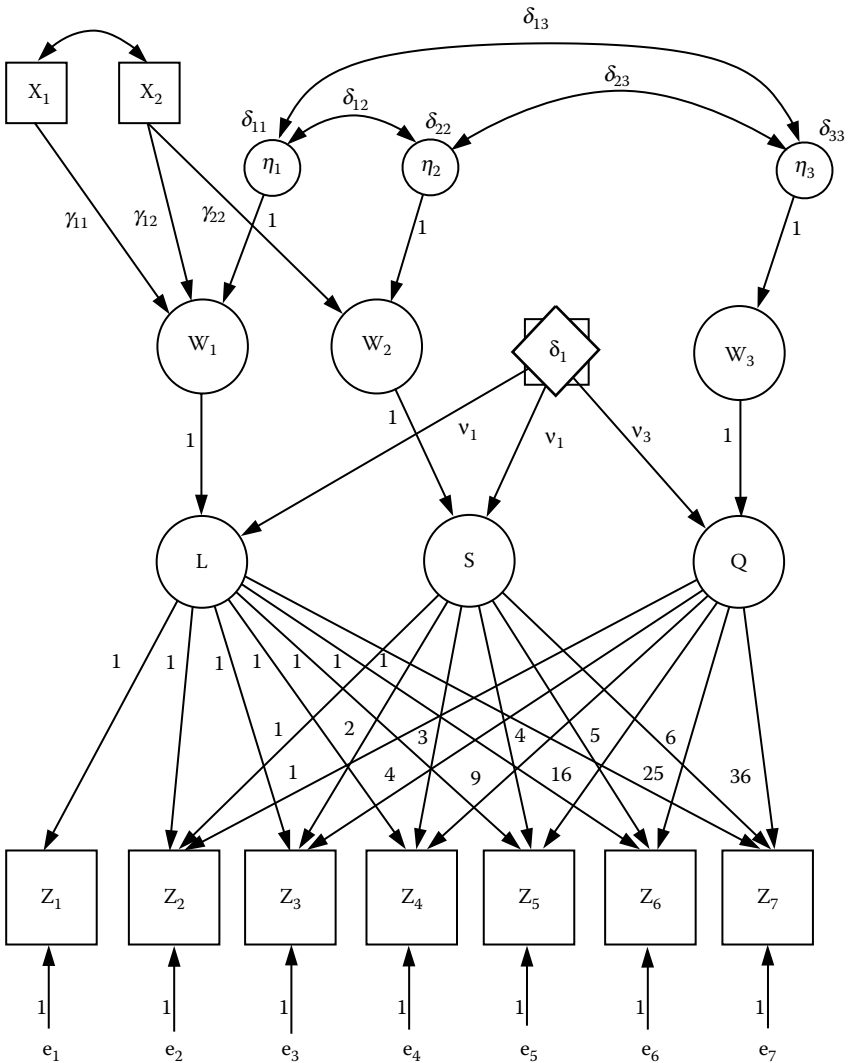 δ₁₃
δ₂₃
X₁ X₂ δ₁₂
δ₁₁ δ₂₂ δ₃₃
η₁ η₂ η₃
γ₁₁ γ₁₂ γ₂₂ 1 1 1
W₁ W₂ δ₁ W₃
1 1 ν₁ ν₁ ν₃ 1
L S Q
1 1 1 1 1 1 1
1 2 3 4 5 6
1 4 9 16 25 36
Z₁ Z₂ Z₃ Z₄ Z₅ Z₆ Z₇
1 1 1 1 1 1 1
e₁ e₂ e₃ e₄ e₅ e₆ e₇